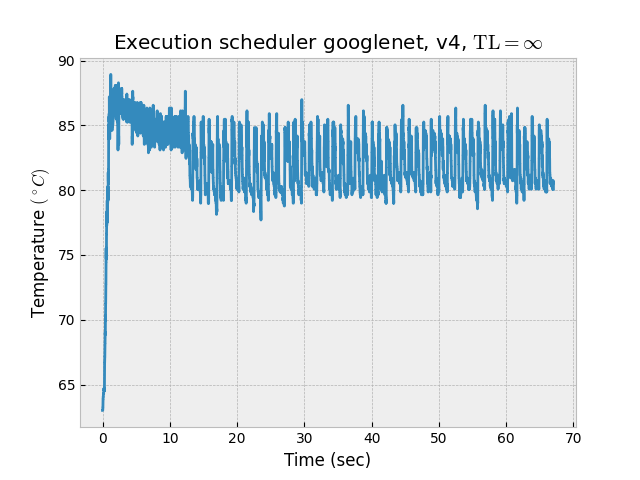 Execution scheduler googlenet, v4, TL = ∞
90
85
80
75
70
65
Temperature (°C)
0 10 20 30 40 50 60 70
Time (sec)